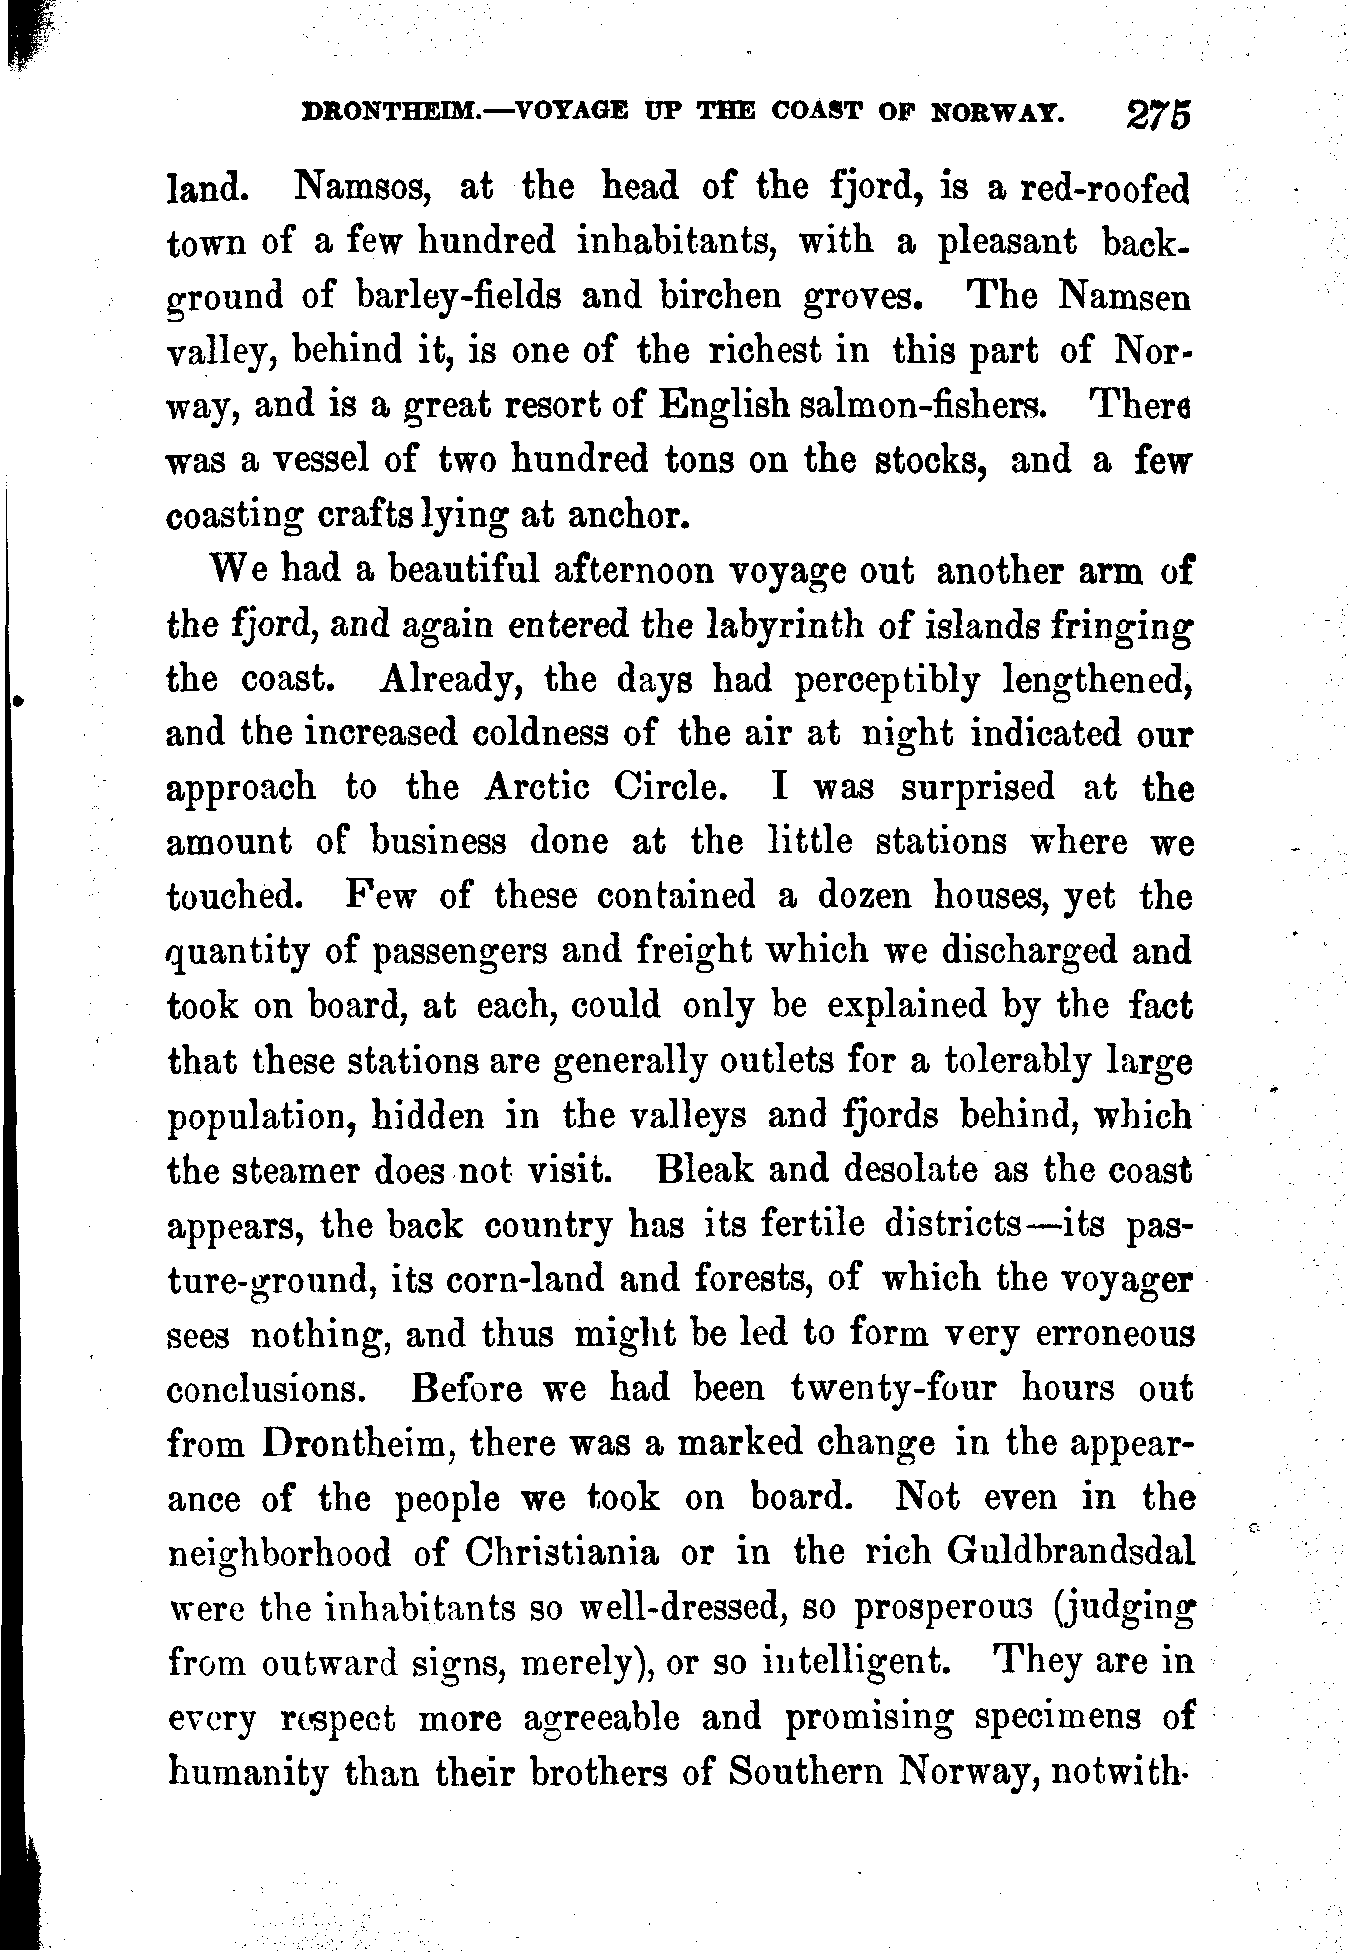 DRONTHEIM.—VOYAGE UP THE COAST OF NORWAY. 275
land. Namsos, at the head of the fjord, is a red-roofed
town of a few hundred inhabitants, with a pleasant back-
ground of barley-fields and birchen groves. The Namsen
valley, behind it, is one of the richest in this part of Nor-
way, and is a great resort of English salmon-fishers. There
was a vessel of two hundred tons on the stocks, and a few
coasting crafts lying at anchor.
We had a beautiful afternoon voyage out another arm of
the fjord, and again entered the labyrinth of islands fringing
the coast. Already, the days had perceptibly lengthened,
and the increased coldness of the air at night indicated our
approach to the Arctic Circle. I was surprised at the
amount of business done at the little stations where we
touched. Few of these contained a dozen houses, yet the
quantity of passengers and freight which we discharged and
took on board, at each, could only be explained by the fact
that these stations are generally outlets for a tolerably large
population, hidden in the valleys and fjords behind, which
the steamer does not visit. Bleak and desolate as the coast
appears, the back country has its fertile districts—its pas-
ture-ground, its corn-land and forests, of which the voyager
sees nothing, and thus might be led to form very erroneous
conclusions. Before we had been twenty-four hours out
from Drontheim, there was a marked change in the appear-
ance of the people we took on board. Not even in the
neighborhood of Christiania or in the rich Guldbrandsdal
were the inhabitants so well-dressed, so prosperous (judging
from outward signs, merely), or so intelligent. They are in
every respect more agreeable and promising specimens of
humanity than their brothers of Southern Norway, notwith-